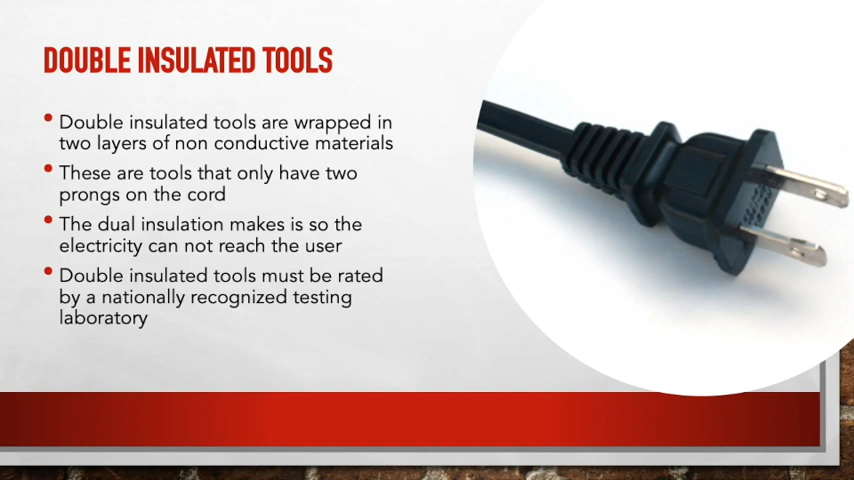 DOUBLE INSULATED TOOLS
• Double insulated tools are wrapped in
two layers of non conductive materials
• These are tools that only have two
prongs on the cord
• The dual insulation makes is so the
electricity can not reach the user
• Double insulated tools must be rated
by a nationally recognized testing
laboratory